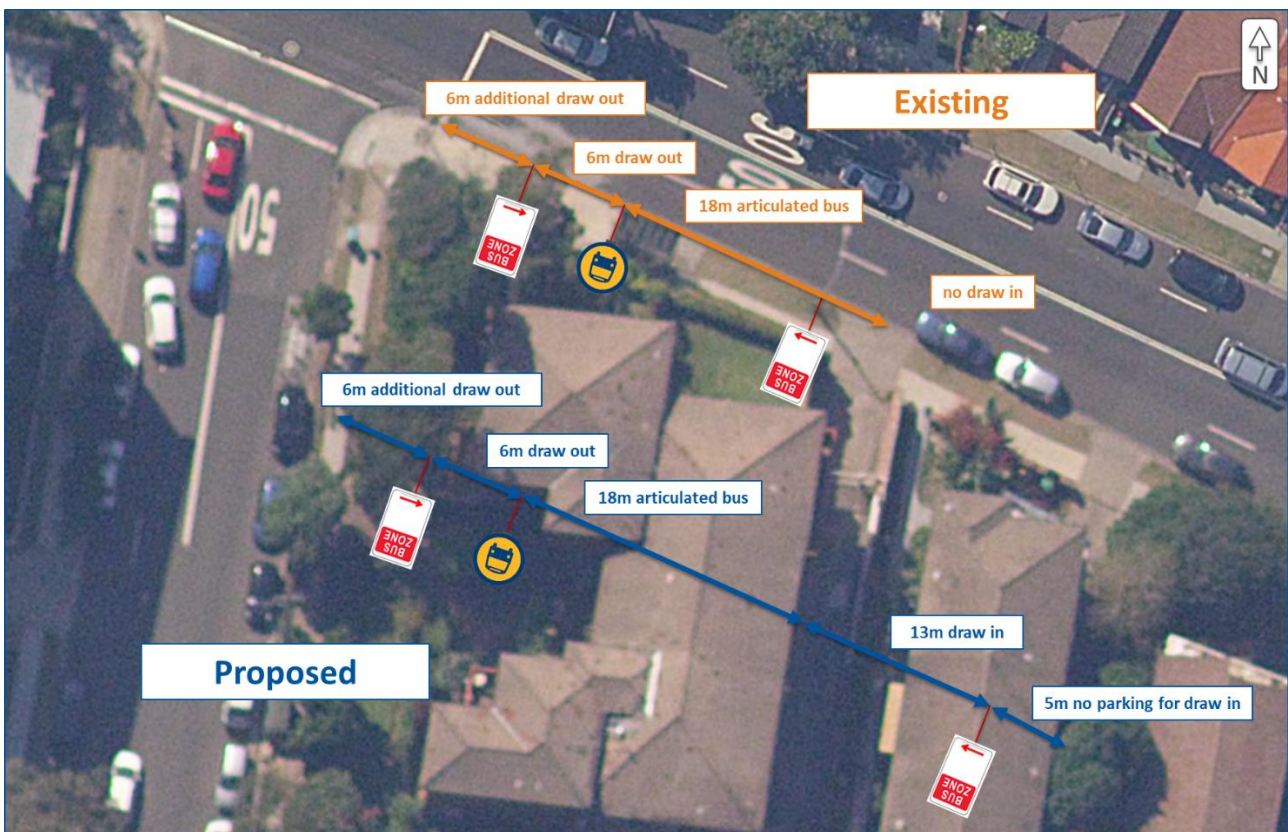 N
Existing
6m additional draw out
6m draw out
18m articulated bus
no draw in
50
50
50
BUS
ZONE
BUS
ZONE
6m additional draw out
6m draw out
18m articulated bus
13m draw in
5m no parking for draw in
BUS
ZONE
BUS
ZONE
Proposed